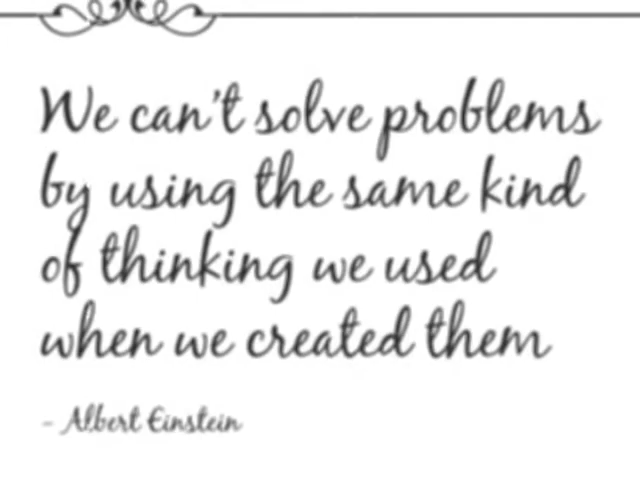 We can't solve problems
by using the same kind
of thinking we used
when we created them
- Albert Einstein